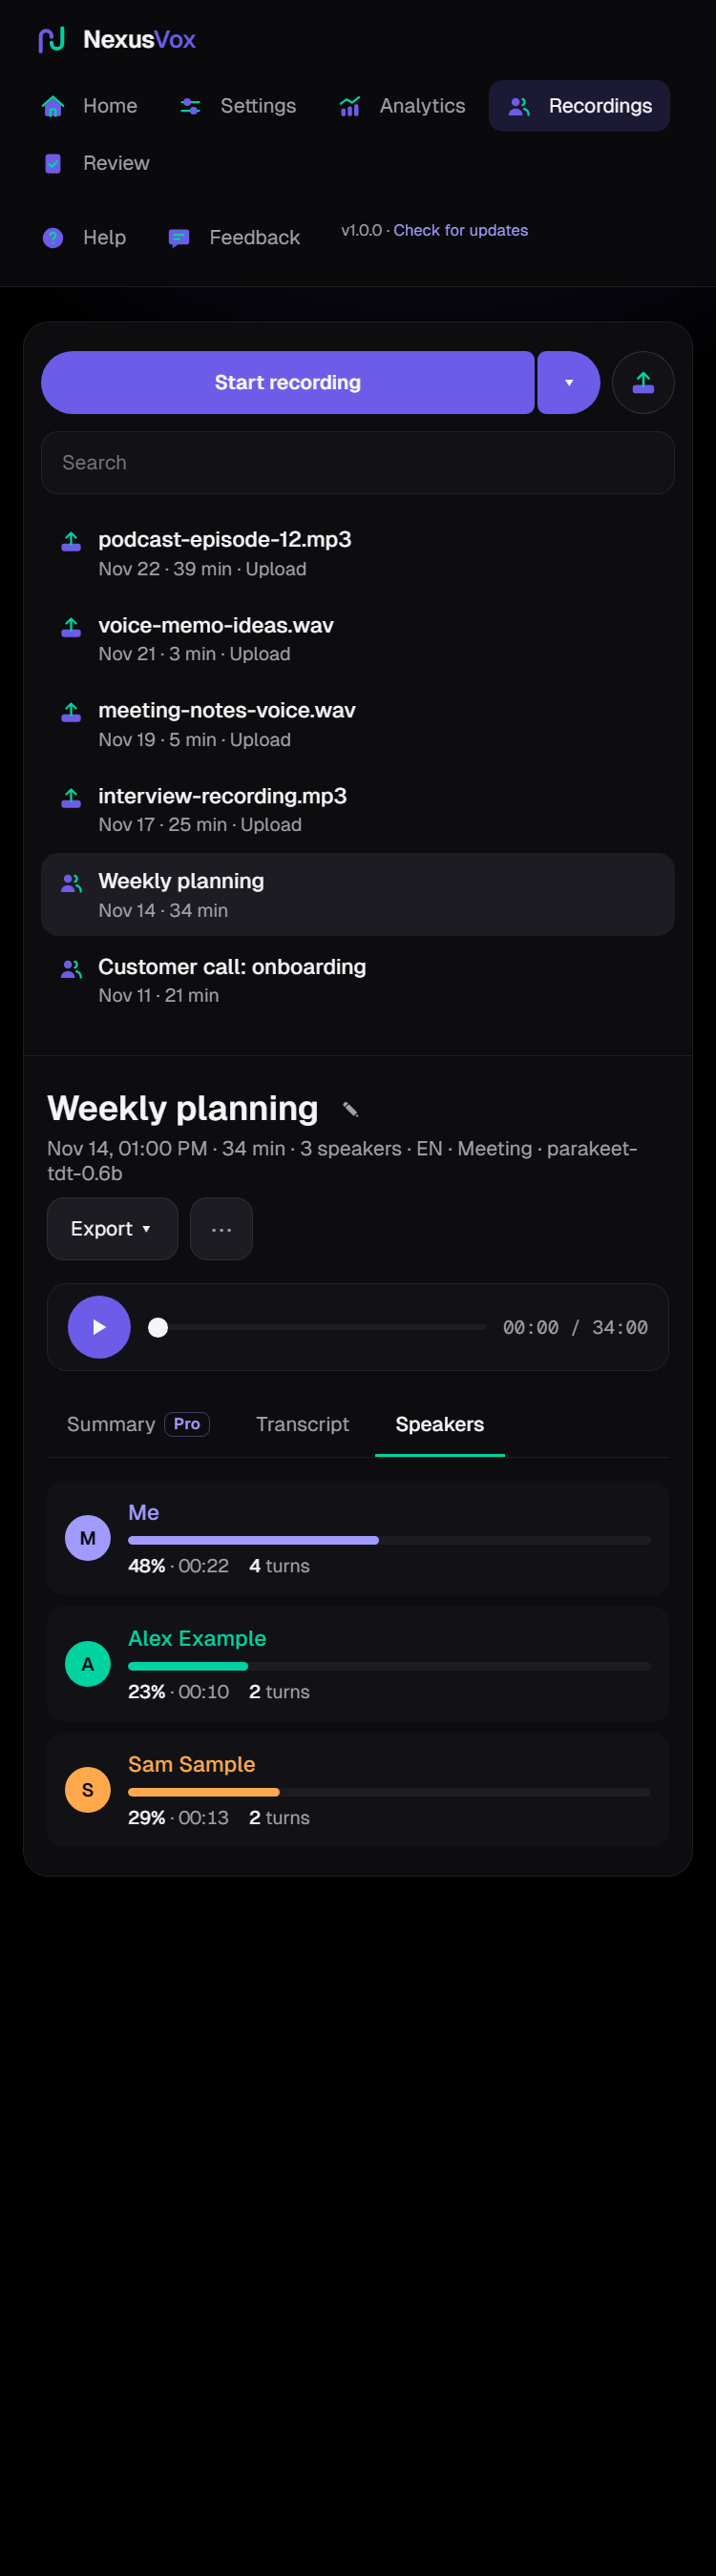 NexusVox
Home Settings Analytics Recordings
Review
Help Feedback v1.0.0 · Check for updates
Start recording
Search
podcast-episode-12.mp3
Nov 22 · 39 min · Upload
voice-memo-ideas.wav
Nov 21 · 3 min · Upload
meeting-notes-voice.wav
Nov 19 · 5 min · Upload
interview-recording.mp3
Nov 17 · 25 min · Upload
Weekly planning
Nov 14 · 34 min
Customer call: onboarding
Nov 11 · 21 min
Weekly planning
Nov 14, 01:00 PM · 34 min · 3 speakers · EN · Meeting · parakeet-
tdt-0.6b
Export ...
00:00 / 34:00
Summary Pro Transcript Speakers
Me
M
48% · 00:22 4 turns
Alex Example
A
23% · 00:10 2 turns
Sam Sample
S
29% · 00:13 2 turns